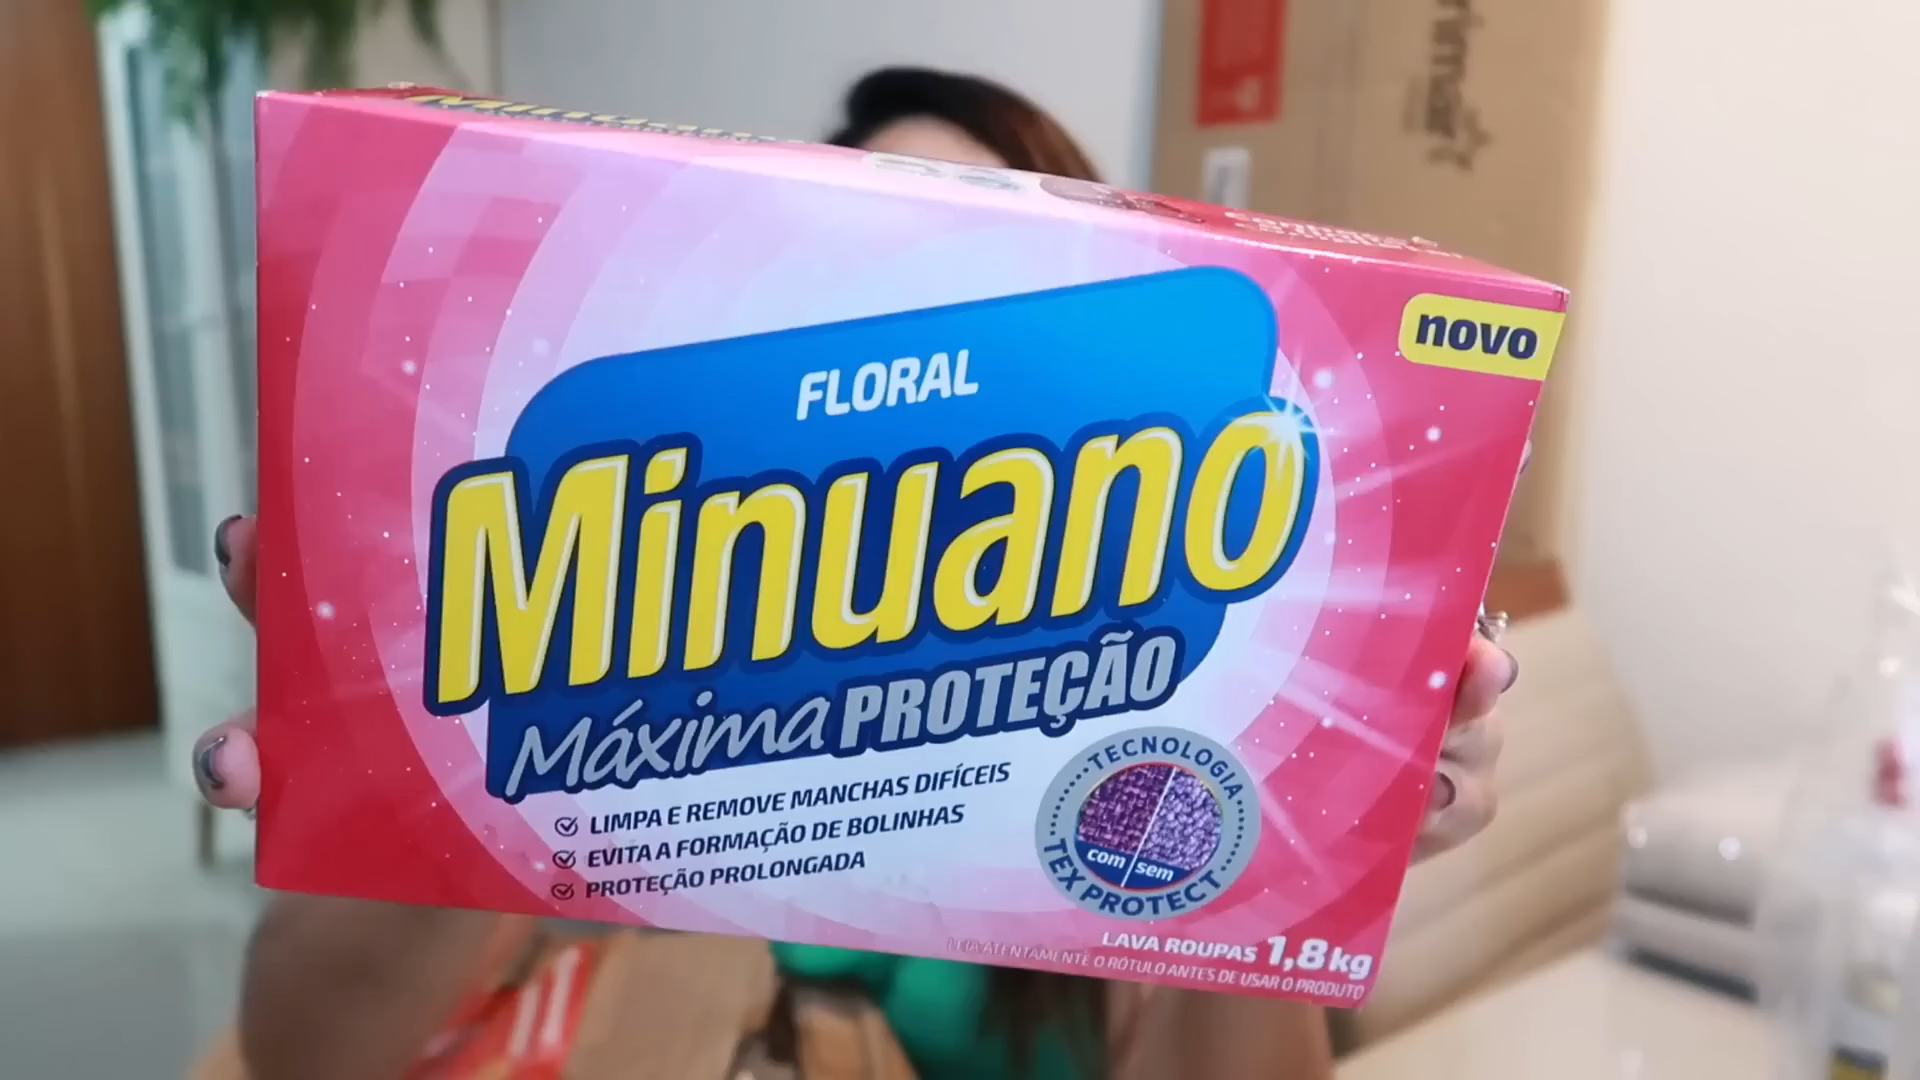 Minuano
novo
FLORAL
Minuano
Máxima PROTEÇÃO
LIMPA E REMOVE MANCHAS DIFÍCEIS
EVITA A FORMAÇÃO DE BOLINHAS
PROTEÇÃO PROLONGADA
TECNOLOGIA
com sem
TEX PROTECT
LAVA ROUPAS 1,8kg
LEIA ATENTAMENTE O RÓTULO ANTES DE USAR O PRODUTO